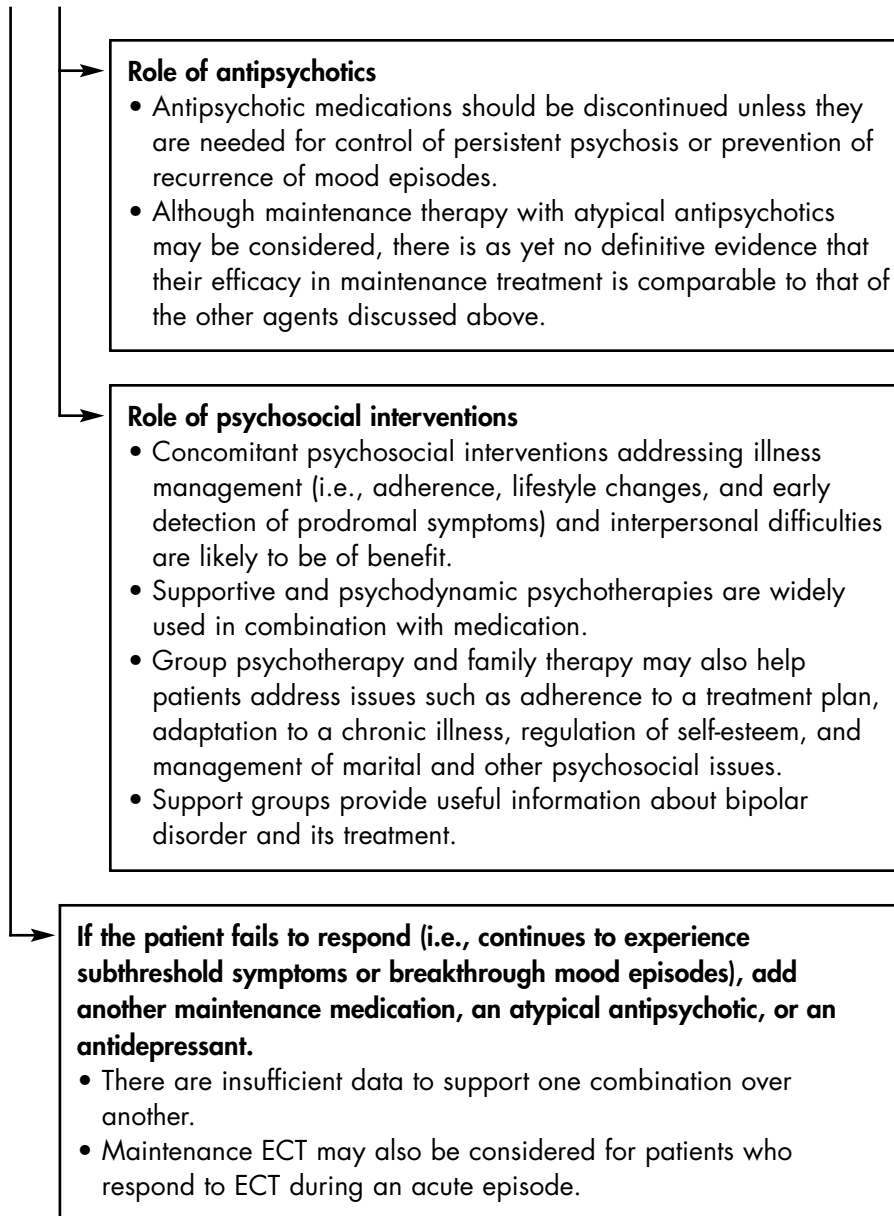 Role of antipsychotics
• Antipsychotic medications should be discontinued unless they
are needed for control of persistent psychosis or prevention of
recurrence of mood episodes.
• Although maintenance therapy with atypical antipsychotics
may be considered, there is as yet no definitive evidence that
their efficacy in maintenance treatment is comparable to that of
the other agents discussed above.
Role of psychosocial interventions
• Concomitant psychosocial interventions addressing illness
management (i.e., adherence, lifestyle changes, and early
detection of prodromal symptoms) and interpersonal difficulties
are likely to be of benefit.
• Supportive and psychodynamic psychotherapies are widely
used in combination with medication.
• Group psychotherapy and family therapy may also help
patients address issues such as adherence to a treatment plan,
adaptation to a chronic illness, regulation of self-esteem, and
management of marital and other psychosocial issues.
• Support groups provide useful information about bipolar
disorder and its treatment.
If the patient fails to respond (i.e., continues to experience
subthreshold symptoms or breakthrough mood episodes), add
another maintenance medication, an atypical antipsychotic, or an
antidepressant.
• There are insufficient data to support one combination over
another.
• Maintenance ECT may also be considered for patients who
respond to ECT during an acute episode.